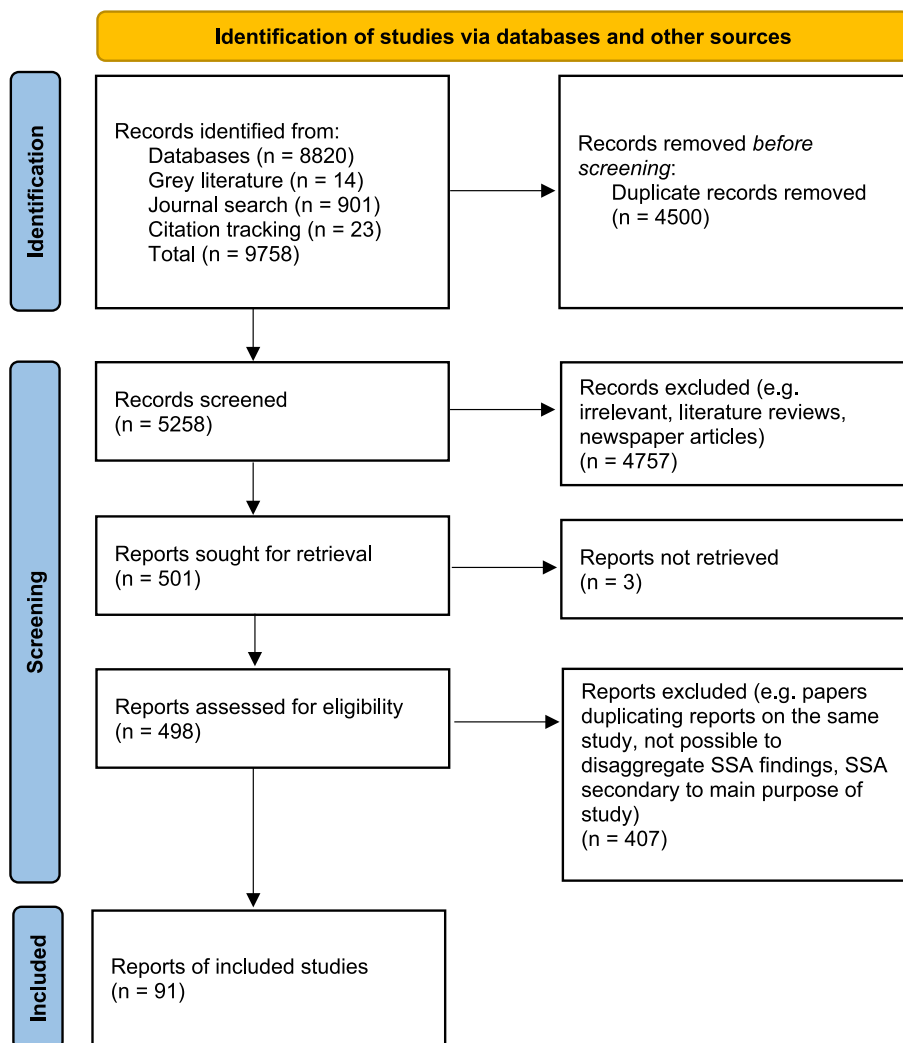 Identification of studies via databases and other sources
Identification
Records identified from:
Databases (n = 8820)
Grey literature (n = 14)
Journal search (n = 901)
Citation tracking (n = 23)
Total (n = 9758)
Records removed before
screening:
Duplicate records removed
(n = 4500)
Screening
Records screened
(n = 5258)
Records excluded (e.g.
irrelevant, literature reviews,
newspaper articles)
(n = 4757)
Reports sought for retrieval
(n = 501)
Reports not retrieved
(n = 3)
Reports assessed for eligibility
(n = 498)
Reports excluded (e.g. papers
duplicating reports on the same
study, not possible to
disaggregate SSA findings, SSA
secondary to main purpose of
study)
(n = 407)
Included
Reports of included studies
(n = 91)